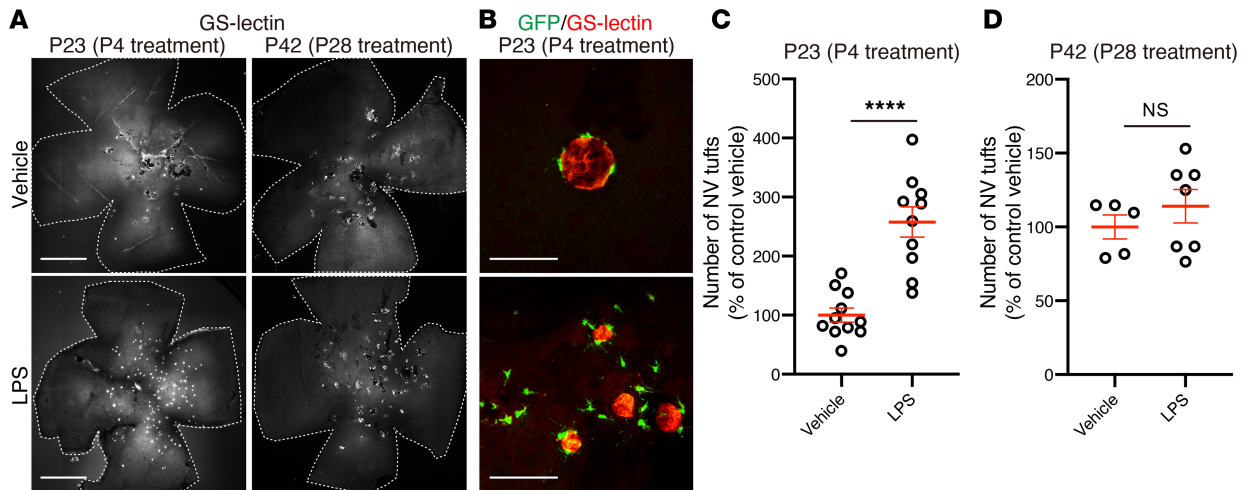 A
GS-lectin
P23 (P4 treatment)
P42 (P28 treatment)
Vehicle
LPS
B
GFP/GS-lectin
P23 (P4 treatment)
C
P23 (P4 treatment)
Number of NV tufts
(% of control vehicle)
500
400
300
200
100
0
****
Vehicle
LPS
D
P42 (P28 treatment)
Number of NV tufts
(% of control vehicle)
200
150
100
50
0
NS
Vehicle
LPS